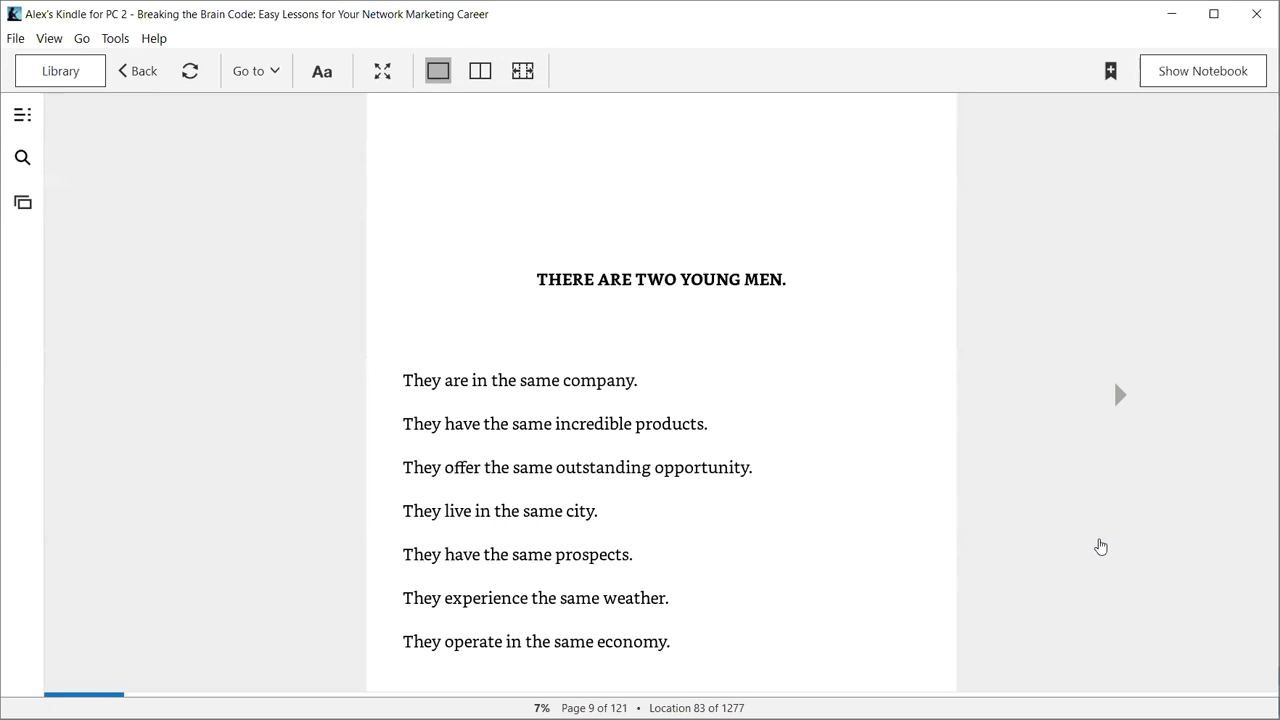 Alex's Kindle for PC 2 - Breaking the Brain Code: Easy Lessons for Your Network Marketing Career
File View Go Tools Help
Library Back Go to Aa Show Notebook
THERE ARE TWO YOUNG MEN.
They are in the same company.
They have the same incredible products.
They offer the same outstanding opportunity.
They live in the same city.
They have the same prospects.
They experience the same weather.
They operate in the same economy.
7% Page 9 of 121 • Location 83 of 1277